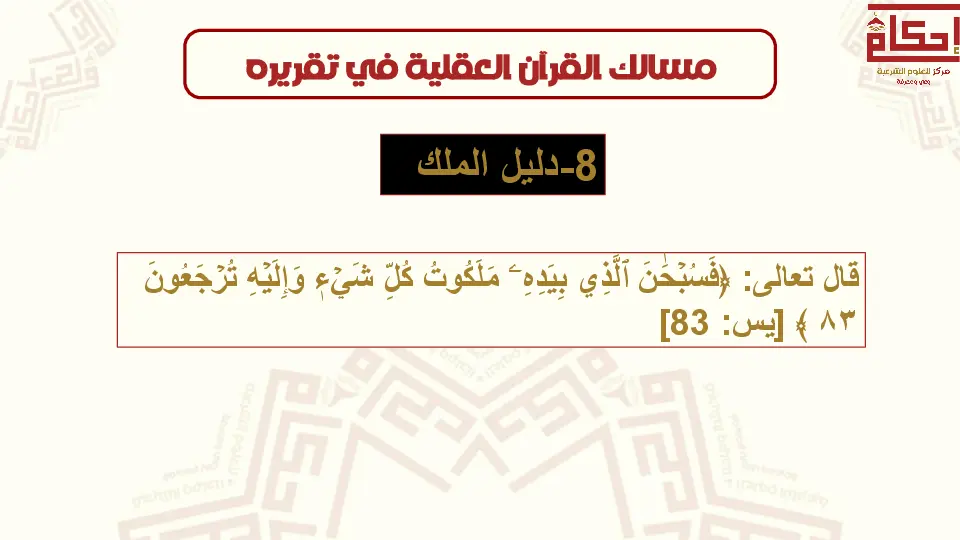 إحكام
مركز للعلوم الشرعية
وعي ومعرفة
مسالك القرآن العقلية في تقريره
8-دليل الملك
قال تعالى: ﴿فَسُبْحَٰنَ ٱلَّذِي بِيَدِهِۦ مَلَكُوتُ كُلِّ شَيْءٖ وَإِلَيْهِ تُرْجَعُونَ
٨٣ ﴾ [يس: 83]